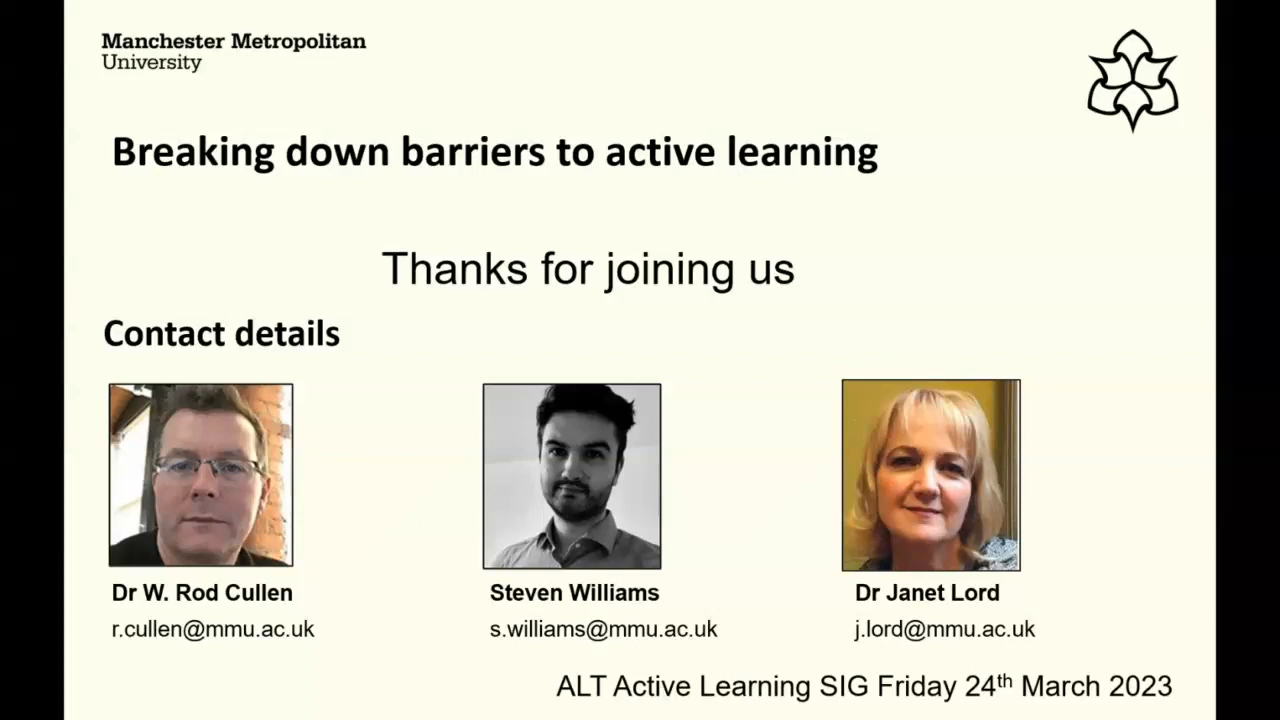 Manchester Metropolitan
University
Breaking down barriers to active learning
Thanks for joining us
Contact details
Dr W. Rod Cullen
Steven Williams
Dr Janet Lord
r.cullen@mmu.ac.uk
s.williams@mmu.ac.uk
j.lord@mmu.ac.uk
ALT Active Learning SIG Friday 24th March 2023